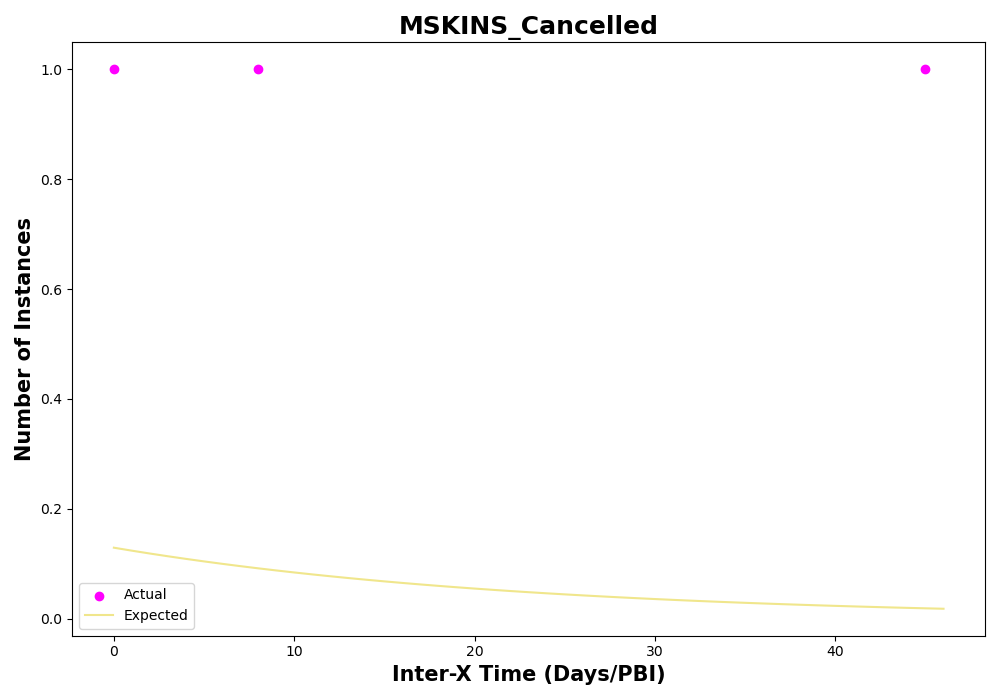 MSKINS_Cancelled
Number of Instances
1.0
0.8
0.6
0.4
0.2
0.0
Actual
Expected
0
10
20
30
40
Inter-X Time (Days/PBI)